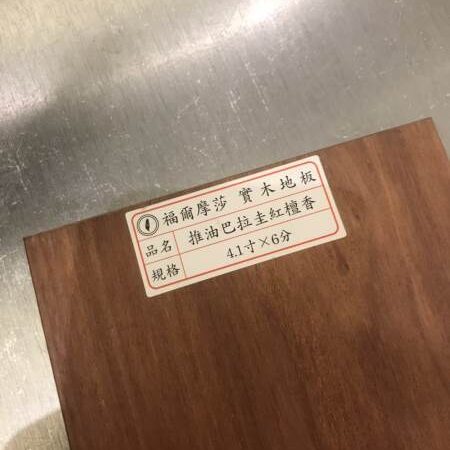 福爾摩莎 實木地板
品名 推油巴拉圭紅檀香
規格 4.1寸×6分